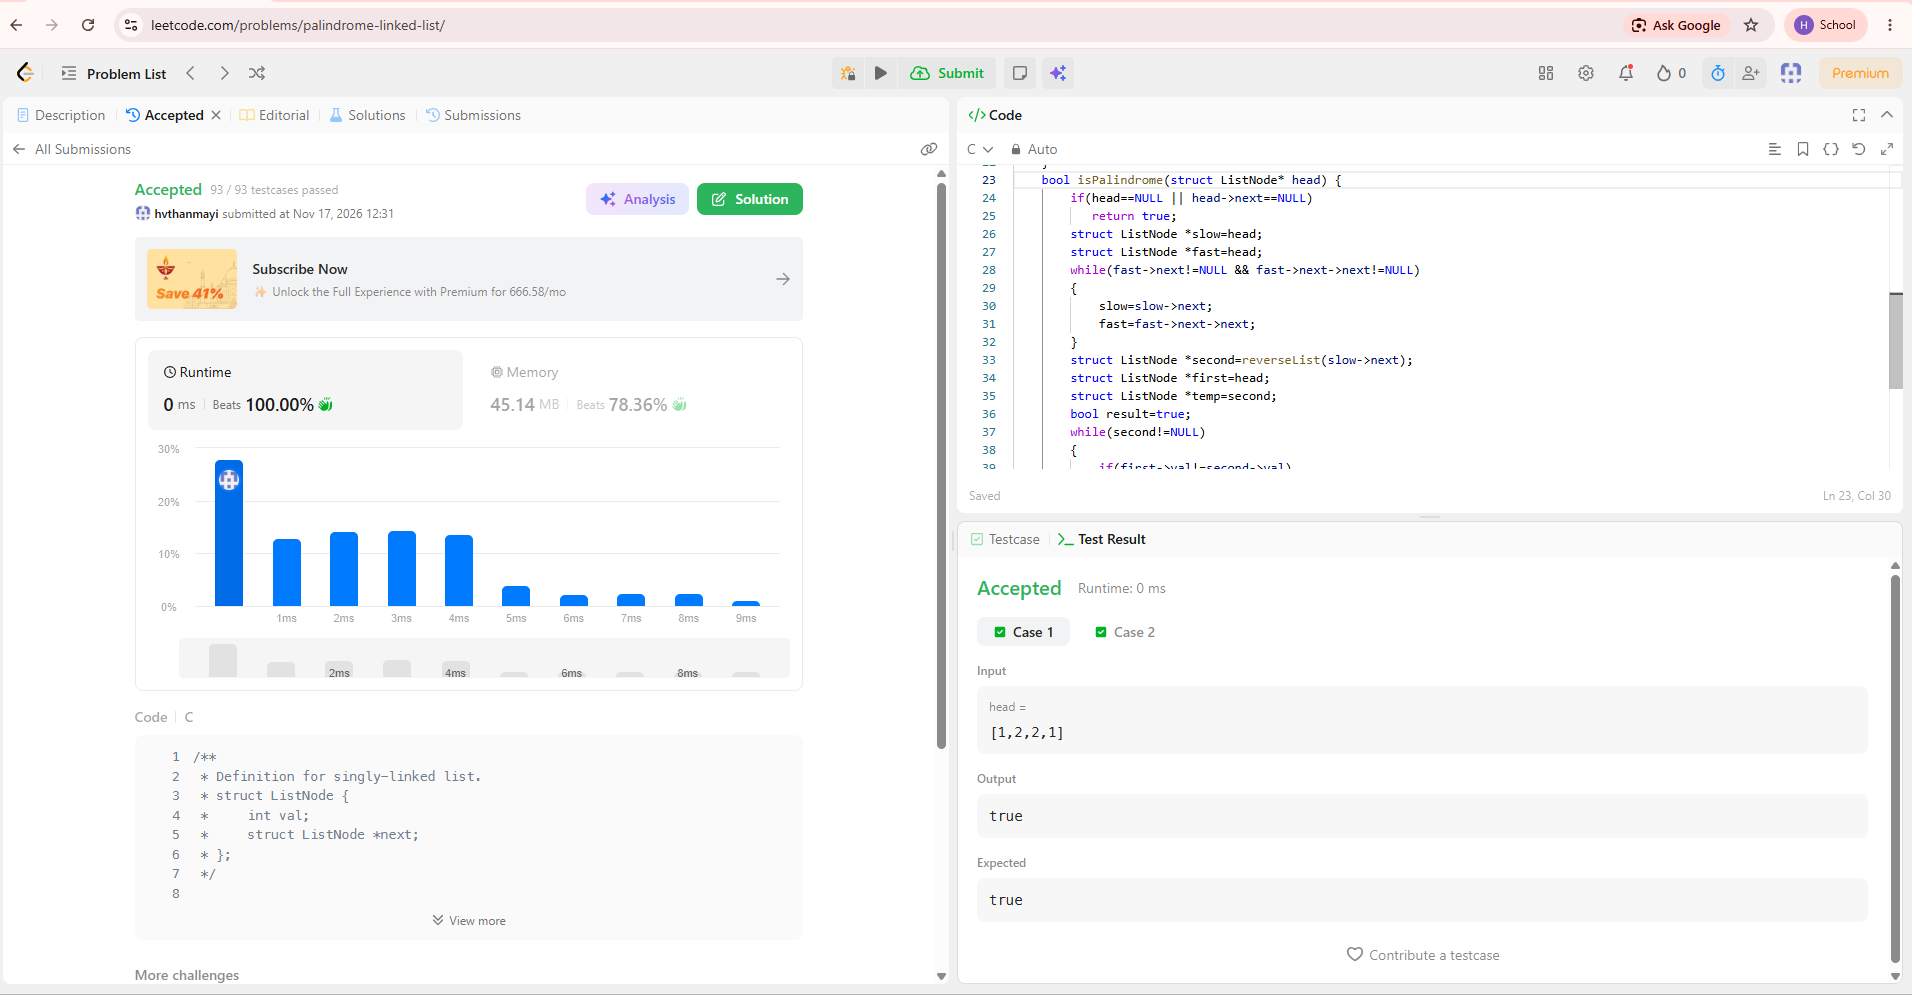 leetcode.com/problems/palindrome-linked-list/
Ask Google
H
School
Problem List
Submit
0
Premium
Description
Accepted
Editorial
Solutions
Submissions
All Submissions
Accepted 93 / 93 testcases passed
hvthanmayi submitted at Nov 17, 2026 12:31
Analysis
Solution
Save 41%
Subscribe Now
Unlock the Full Experience with Premium for 666.58/mo
Runtime
0 ms Beats 100.00%
Memory
45.14 MB Beats 78.36%
30%
20%
10%
0%
1ms 2ms 3ms 4ms 5ms 6ms 7ms 8ms 9ms
2ms 4ms 6ms 8ms
Code C
1 /**
2 * Definition for singly-linked list.
3 * struct ListNode {
4 *     int val;
5 *     struct ListNode *next;
6 * };
7 */
8
View more
More challenges
</> Code
C
Auto
23 bool isPalindrome(struct ListNode* head) {
24     if(head==NULL || head->next==NULL)
25        return true;
26     struct ListNode *slow=head;
27     struct ListNode *fast=head;
28     while(fast->next!=NULL && fast->next->next!=NULL)
29     {
30         slow=slow->next;
31         fast=fast->next->next;
32     }
33     struct ListNode *second=reverseList(slow->next);
34     struct ListNode *first=head;
35     struct ListNode *temp=second;
36     bool result=true;
37     while(second!=NULL)
38     {
39         if(first->val!=second->val)
Saved
Ln 23, Col 30
Testcase
Test Result
Accepted Runtime: 0 ms
Case 1
Case 2
Input
head =
[1,2,2,1]
Output
true
Expected
true
Contribute a testcase